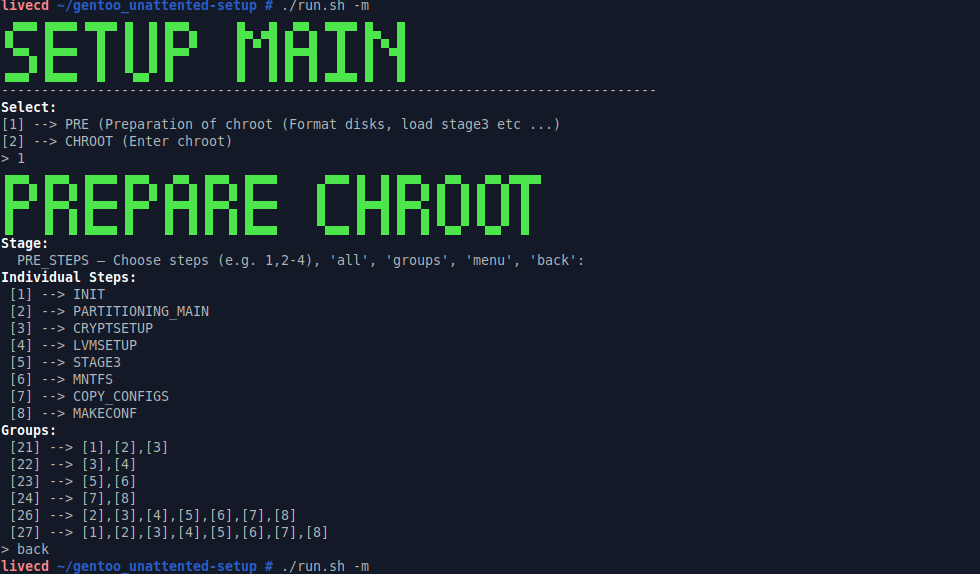 livecd ~/gentoo_unattented-setup # ./run.sh -m
SETUP MAIN
----------------------------------------------------------------------------------
Select:
[1] --> PRE (Preparation of chroot (Format disks, load stage3 etc ...)
[2] --> CHROOT (Enter chroot)
> 1
PREPARE CHROOT
Stage:
PRE_STEPS — Choose steps (e.g. 1,2-4), 'all', 'groups', 'menu', 'back':
Individual Steps:
[1] --> INIT
[2] --> PARTITIONING_MAIN
[3] --> CRYPTSETUP
[4] --> LVMSETUP
[5] --> STAGE3
[6] --> MNTFS
[7] --> COPY_CONFIGS
[8] --> MAKECONF
Groups:
[21] --> [1],[2],[3]
[22] --> [3],[4]
[23] --> [5],[6]
[24] --> [7],[8]
[26] --> [2],[3],[4],[5],[6],[7],[8]
[27] --> [1],[2],[3],[4],[5],[6],[7],[8]
> back
livecd ~/gentoo_unattented-setup # ./run.sh -m